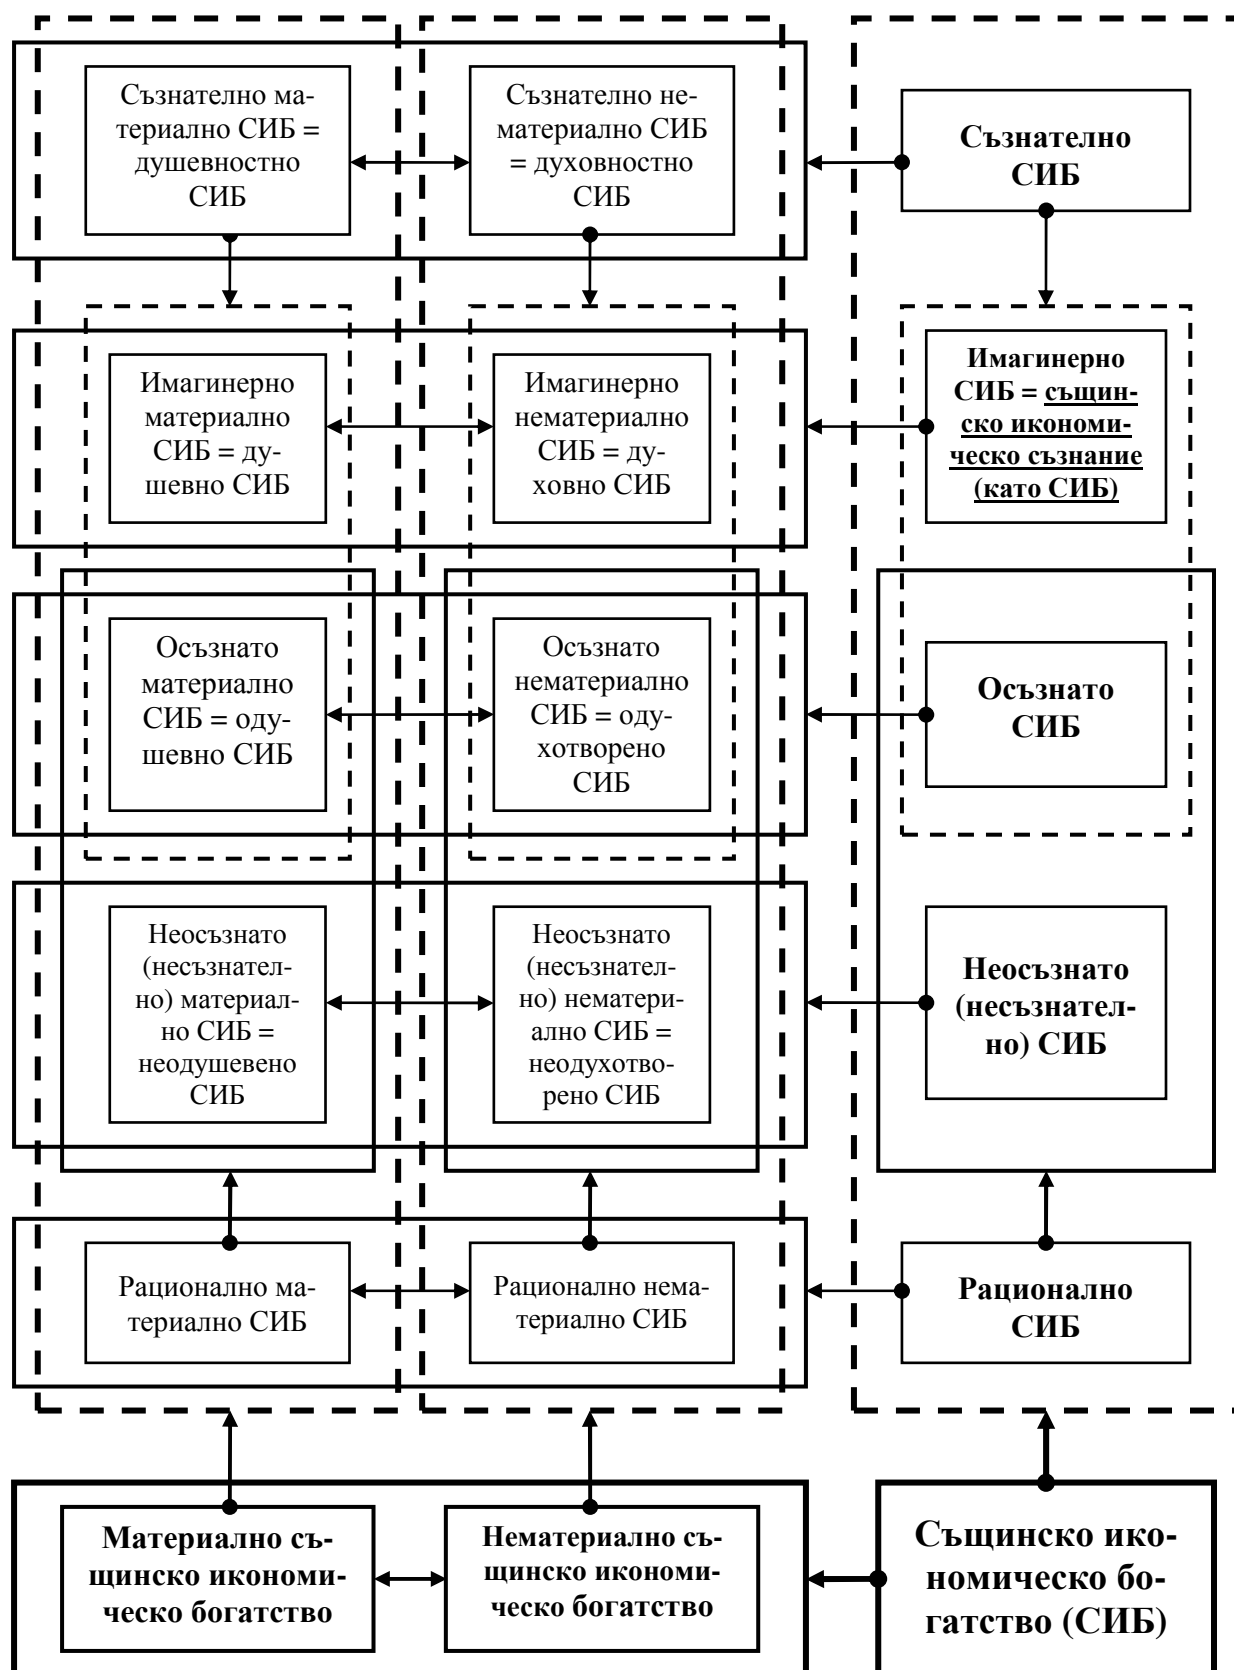 Съзнателно ма-
териално СИБ =
душевностно
СИБ
Съзнателно не-
материално СИБ
= духовностно
СИБ
Съзнателно
СИБ
Имагинерно
материално
СИБ = ду-
шевно СИБ
Имагинерно
нематериално
СИБ = ду-
ховно СИБ
Имагинерно
СИБ = същин-
ско икономи-
ческо съзнание
(като СИБ)
Осъзнато
материално
СИБ = оду-
шевно СИБ
Осъзнато
нематериално
СИБ = оду-
хотворено
СИБ
Осъзнато
СИБ
Неосъзнато
(несъзнател-
но) материал-
но СИБ =
неодушевено
СИБ
Неосъзнато
(несъзнател-
но) нематери-
ално СИБ =
неодухотво-
рено СИБ
Неосъзнато
(несъзнател-
но) СИБ
Рационално ма-
териално СИБ
Рационално нема-
териално СИБ
Рационално
СИБ
Материално съ-
щинско икономи-
ческо богатство
Нематериално съ-
щинско икономи-
ческо богатство
Същинско ико-
номическо бо-
гатство (СИБ)